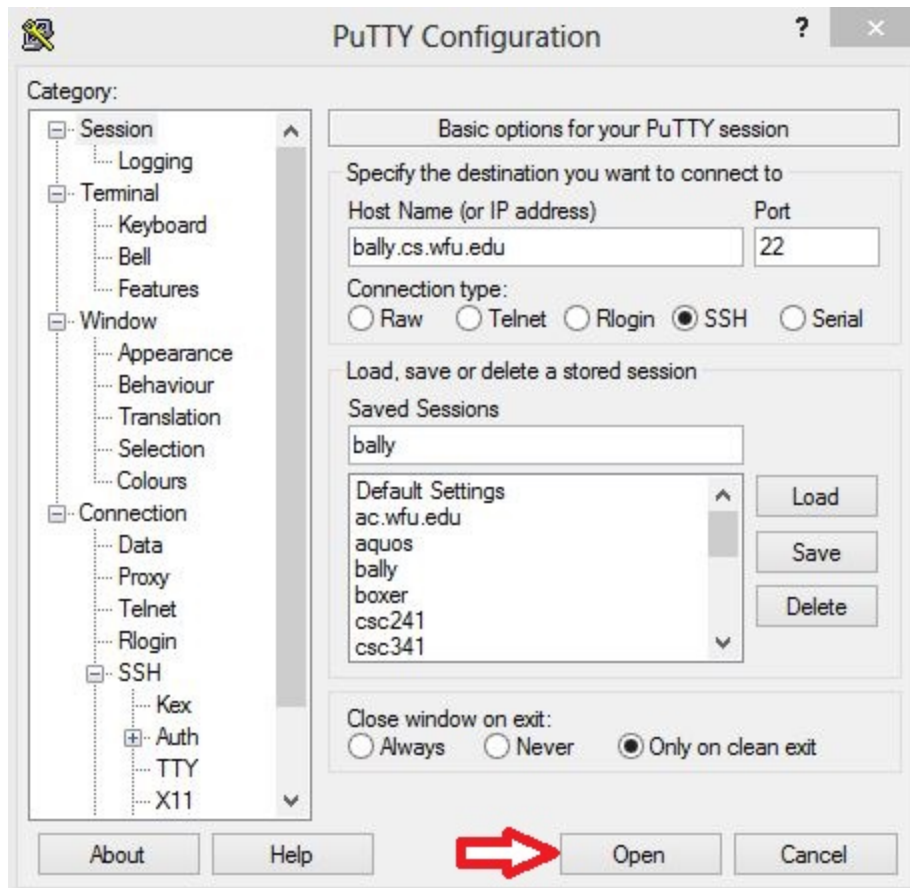 PuTTY Configuration
?
Category:
Session
Logging
Terminal
Keyboard
Bell
Features
Window
Appearance
Behaviour
Translation
Selection
Colours
Connection
Data
Proxy
Telnet
Rlogin
SSH
Kex
Auth
TTY
X11
Basic options for your PuTTY session
Specify the destination you want to connect to
Host Name (or IP address) Port
bally.cs.wfu.edu 22
Connection type:
Raw Telnet Rlogin SSH Serial
Load, save or delete a stored session
Saved Sessions
bally
Default Settings
ac.wfu.edu
aquos
bally
boxer
csc241
csc341
Load
Save
Delete
Close window on exit:
Always Never Only on clean exit
About Help Open Cancel